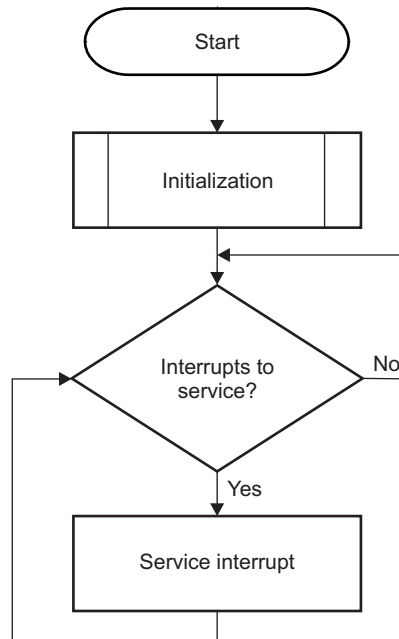 Start
Initialization
Interrupts to
service?
No
Yes
Service interrupt